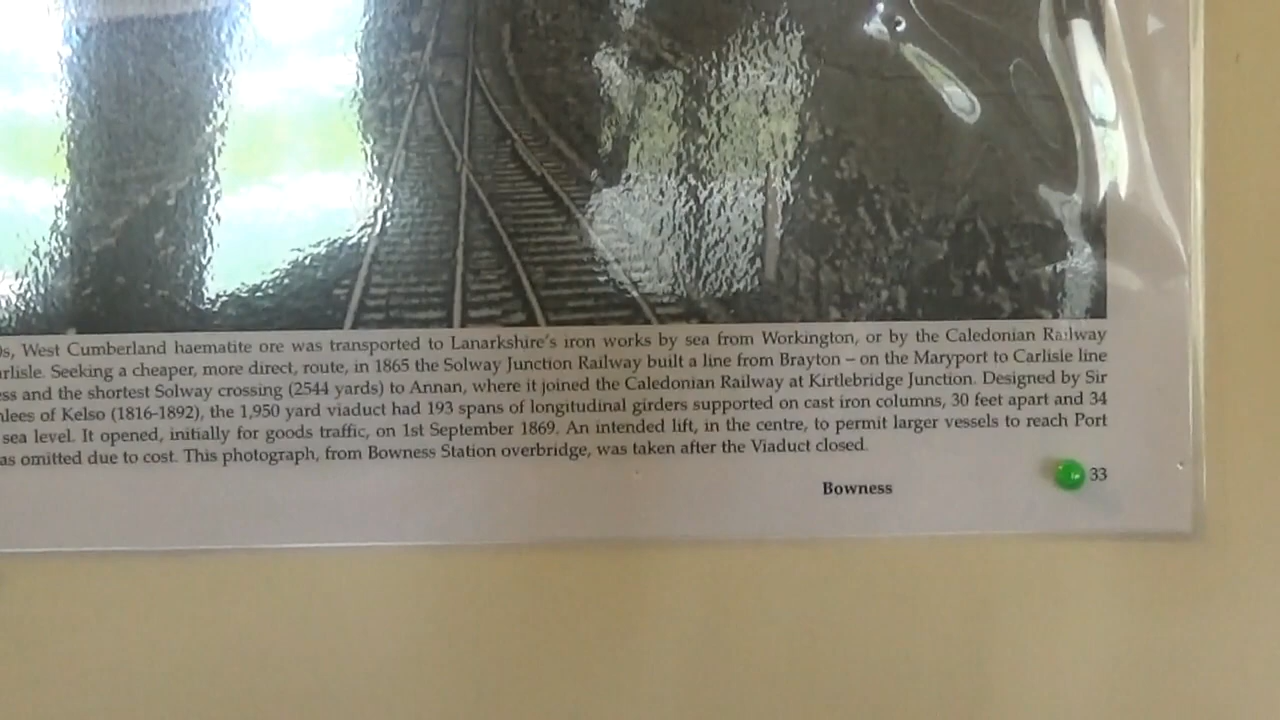 0s, West Cumberland haematite ore was transported to Lanarkshire's iron works by sea from Workington, or by the Caledonian Railway
arlisle. Seeking a cheaper, more direct, route, in 1865 the Solway Junction Railway built a line from Brayton – on the Maryport to Carlisle line
ess and the shortest Solway crossing (2544 yards) to Annan, where it joined the Caledonian Railway at Kirtlebridge Junction. Designed by Sir
nlees of Kelso (1816-1892), the 1,950 yard viaduct had 193 spans of longitudinal girders supported on cast iron columns, 30 feet apart and 34
sea level. It opened, initially for goods traffic, on 1st September 1869. An intended lift, in the centre, to permit larger vessels to reach Port
as omitted due to cost. This photograph, from Bowness Station overbridge, was taken after the Viaduct closed.
33
Bowness